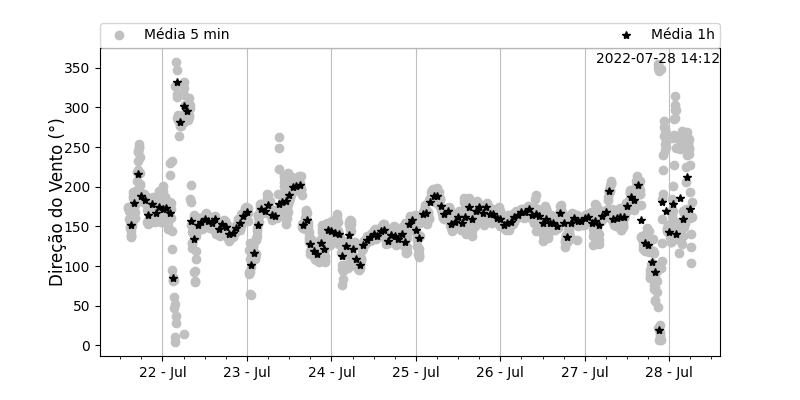 Média 5 min
Média 1h
2022-07-28 14:12
Direção do Vento (°)
350
300
250
200
150
100
50
0
22 - Jul
23 - Jul
24 - Jul
25 - Jul
26 - Jul
27 - Jul
28 - Jul